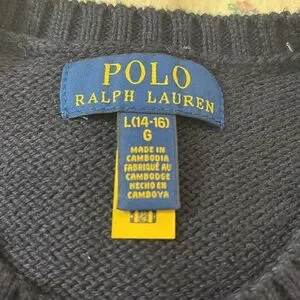 POLO
RALPH LAUREN
L(14-16)
G
MADE IN
CAMBODIA
FABRIQUÉ AU
CAMBODGE
HECHO EN
CAMBOYA